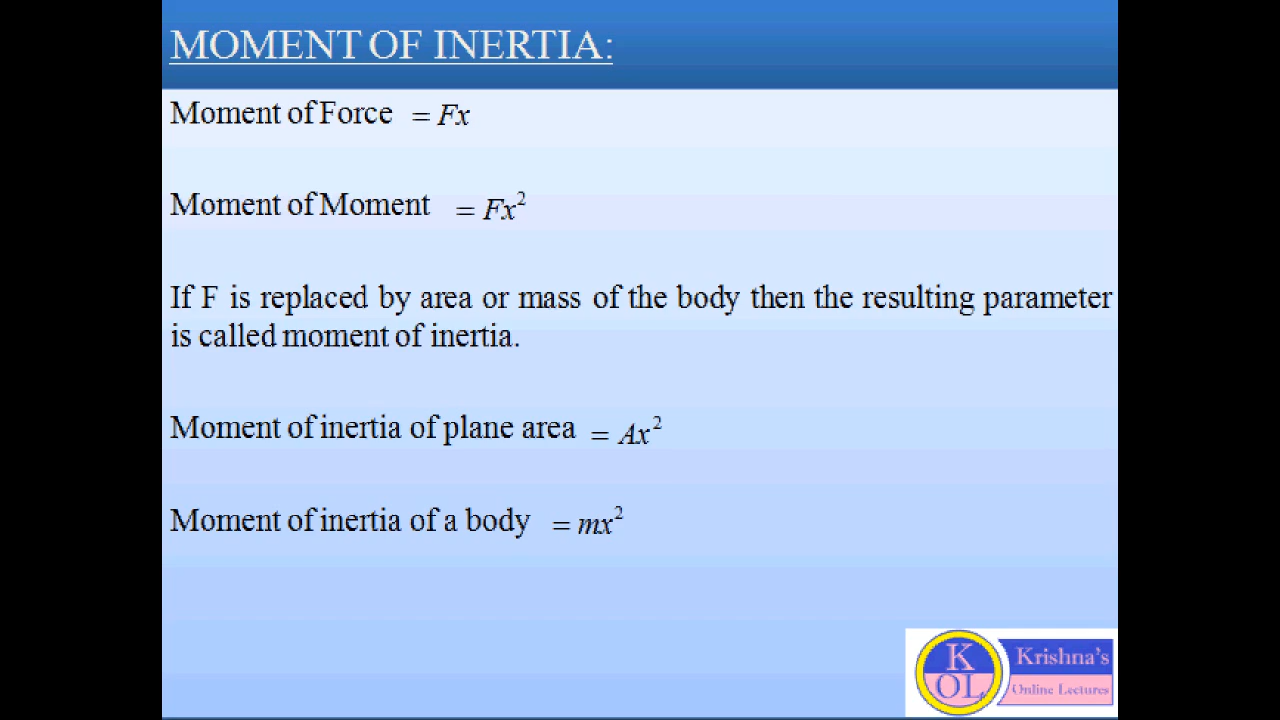 MOMENT OF INERTIA:
Moment of Force = Fx
Moment of Moment = Fx²
If F is replaced by area or mass of the body then the resulting parameter
is called moment of inertia.
Moment of inertia of plane area = Ax²
Moment of inertia of a body = mx²
K
OL
Krishna's
Online Lectures